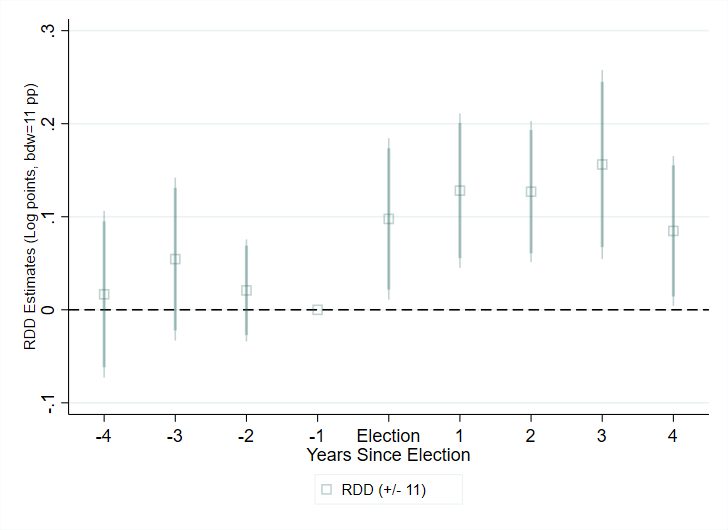 RDD Estimates (Log points, bdw=11 pp)
.3
.2
.1
0
-.1
-4 -3 -2 -1 Election 1 2 3 4
Years Since Election
RDD (+/- 11)